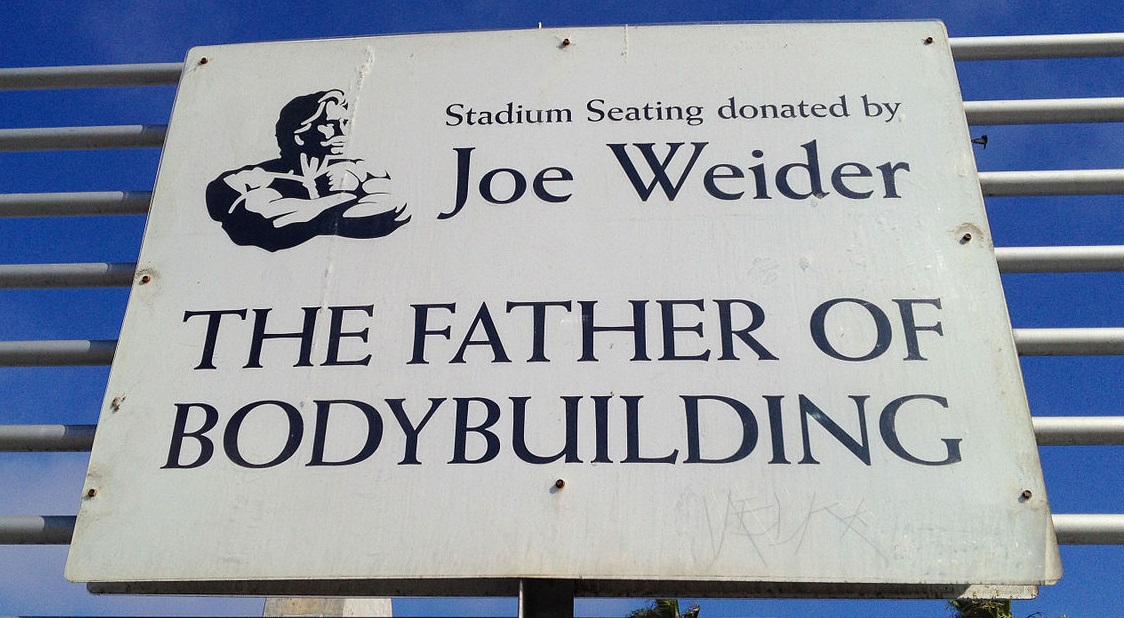 Stadium Seating donated by
Joe Weider
THE FATHER OF
BODYBUILDING